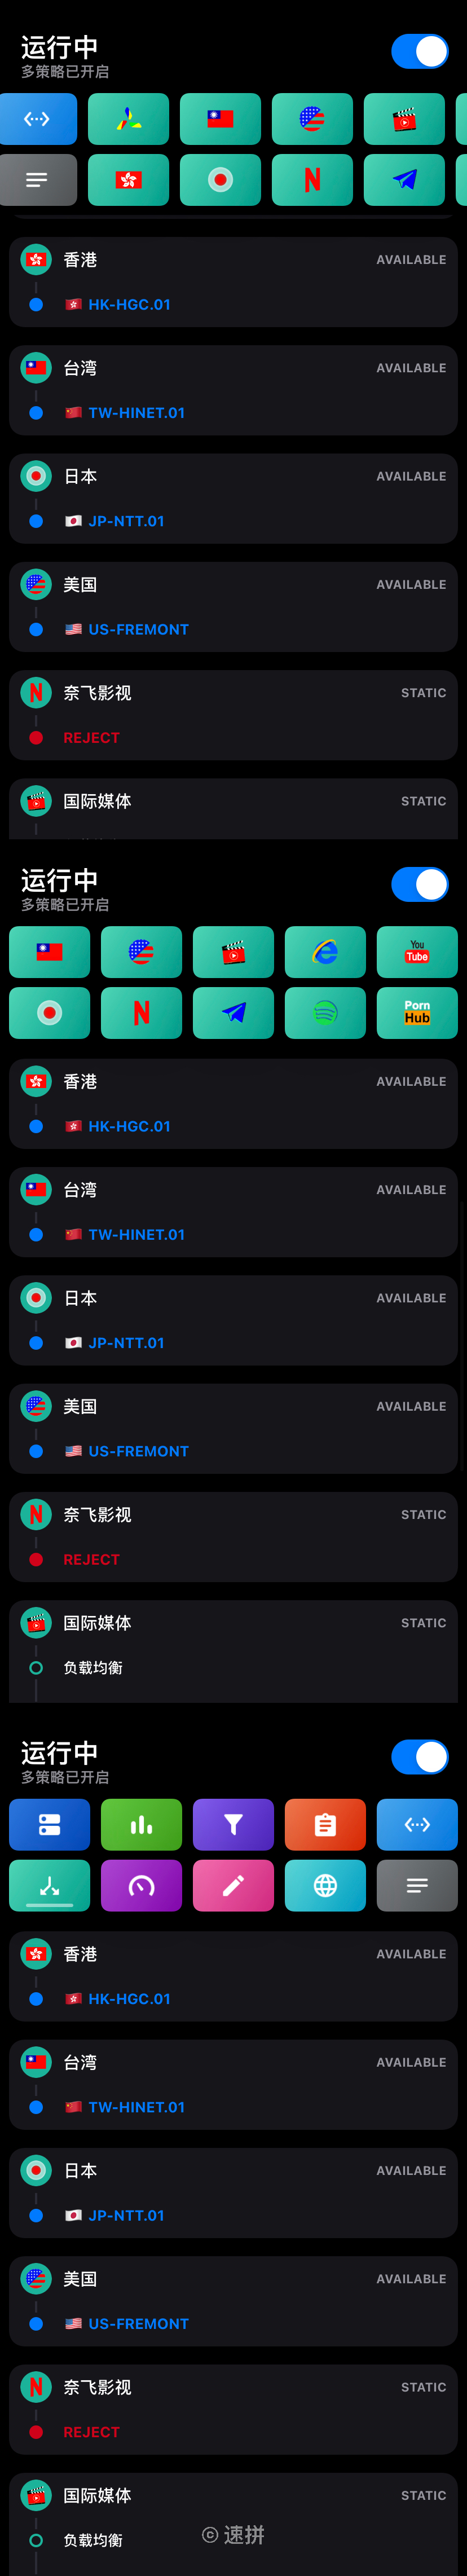 运行中
多策略已开启
香港
AVAILABLE
HK-HGC.01
台湾
AVAILABLE
TW-HINET.01
日本
AVAILABLE
JP-NTT.01
美国
AVAILABLE
US-FREMONT
奈飞影视
STATIC
REJECT
国际媒体
STATIC
运行中
多策略已开启
You
Tube
Porn
Hub
香港
AVAILABLE
HK-HGC.01
台湾
AVAILABLE
TW-HINET.01
日本
AVAILABLE
JP-NTT.01
美国
AVAILABLE
US-FREMONT
奈飞影视
STATIC
REJECT
国际媒体
STATIC
负载均衡
运行中
多策略已开启
香港
AVAILABLE
HK-HGC.01
台湾
AVAILABLE
TW-HINET.01
日本
AVAILABLE
JP-NTT.01
美国
AVAILABLE
US-FREMONT
奈飞影视
STATIC
REJECT
国际媒体
STATIC
负载均衡
© 速拼